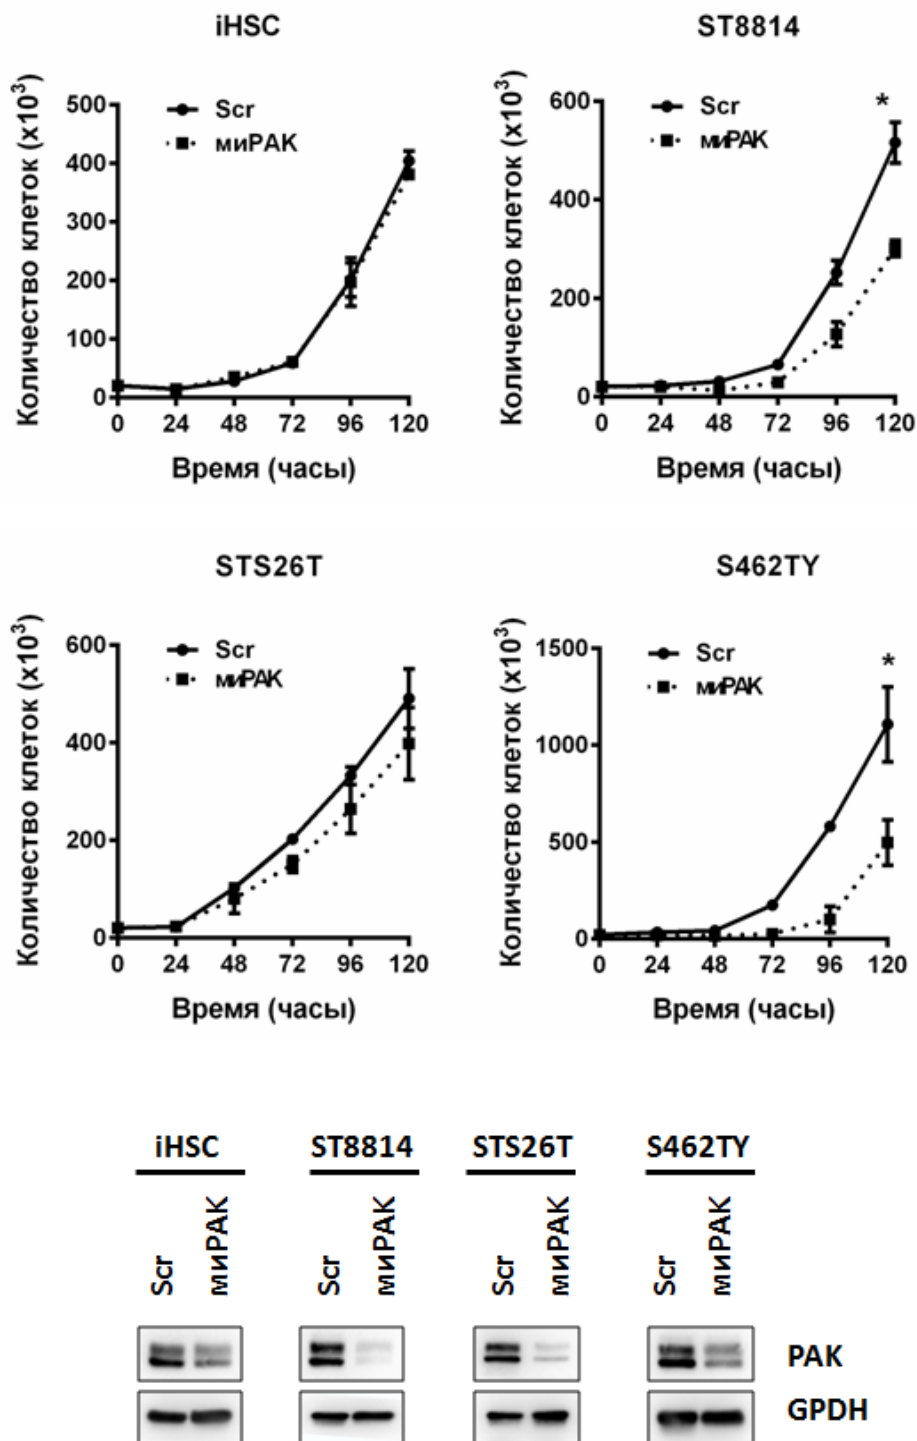 iHSC
Количество клеток (x10³)
500
400
300
200
100
0
Scr
миРАК
0 24 48 72 96 120
Время (часы)
ST8814
Количество клеток (x10³)
600
400
200
0
Scr
миРАК
*
0 24 48 72 96 120
Время (часы)
STS26T
Количество клеток (x10³)
600
400
200
0
Scr
миРАК
0 24 48 72 96 120
Время (часы)
S462TY
Количество клеток (x10³)
1500
1000
500
0
Scr
миРАК
*
0 24 48 72 96 120
Время (часы)
iHSC ST8814 STS26T S462TY
Scr миРАК Scr миРАК Scr миРАК Scr миРАК
PAK
GPDH